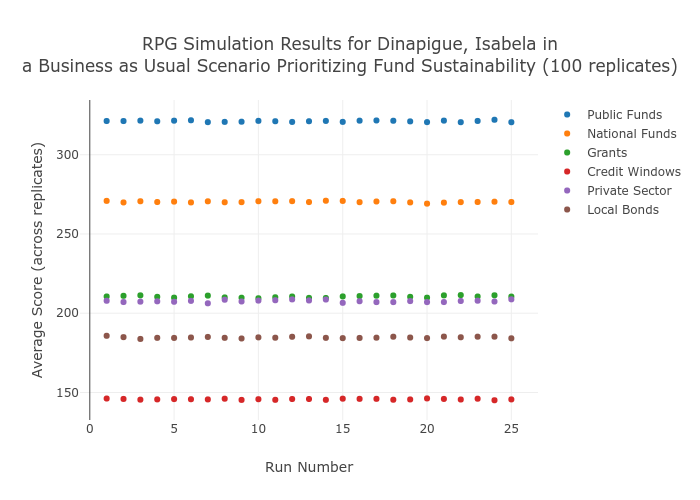 RPG Simulation Results for Dinapigue, Isabela in
a Business as Usual Scenario Prioritizing Fund Sustainability (100 replicates)
Average Score (across replicates)
300
250
200
150
0
5
10
15
20
25
Run Number
Public Funds
National Funds
Grants
Credit Windows
Private Sector
Local Bonds